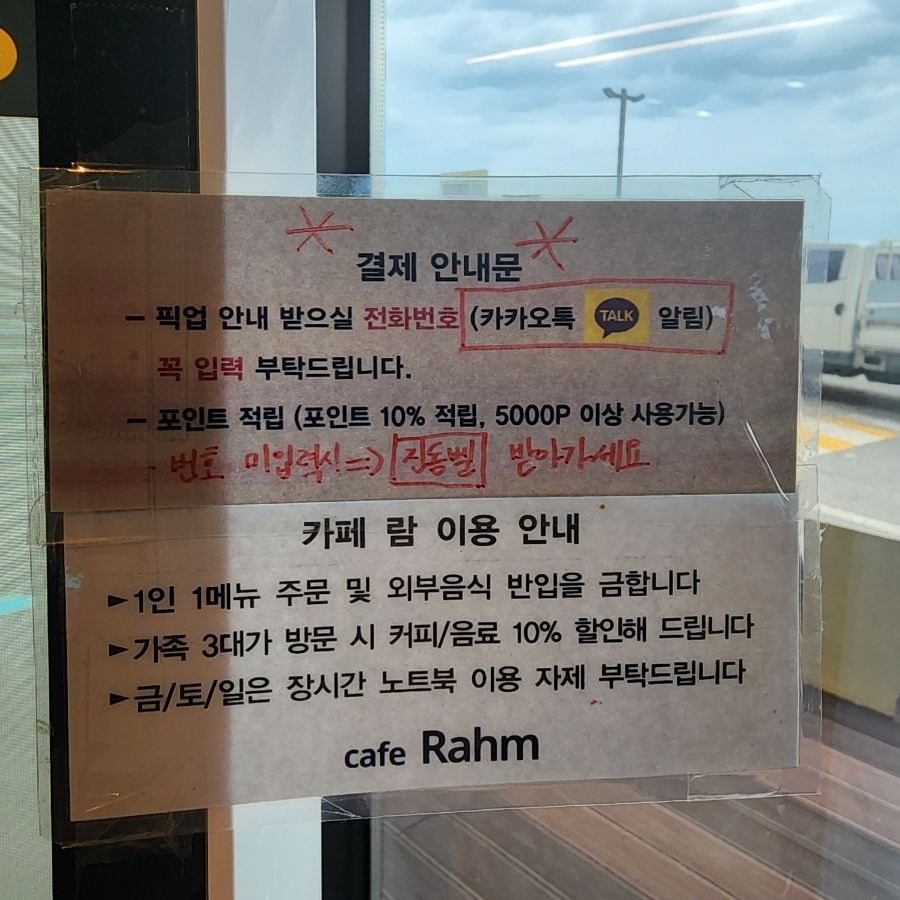 결제 안내문
- 픽업 안내 받으실 전화번호 (카카오톡 TALK 알림)
꼭 입력 부탁드립니다.
- 포인트 적립 (포인트 10% 적립, 5000P 이상 사용가능)
번호 미입력시=> 진동벨 받아가세요
카페 람 이용 안내
►1인 1메뉴 주문 및 외부음식 반입을 금합니다
►가족 3대가 방문 시 커피/음료 10% 할인해 드립니다
►금/토/일은 장시간 노트북 이용 자제 부탁드립니다
cafe Rahm